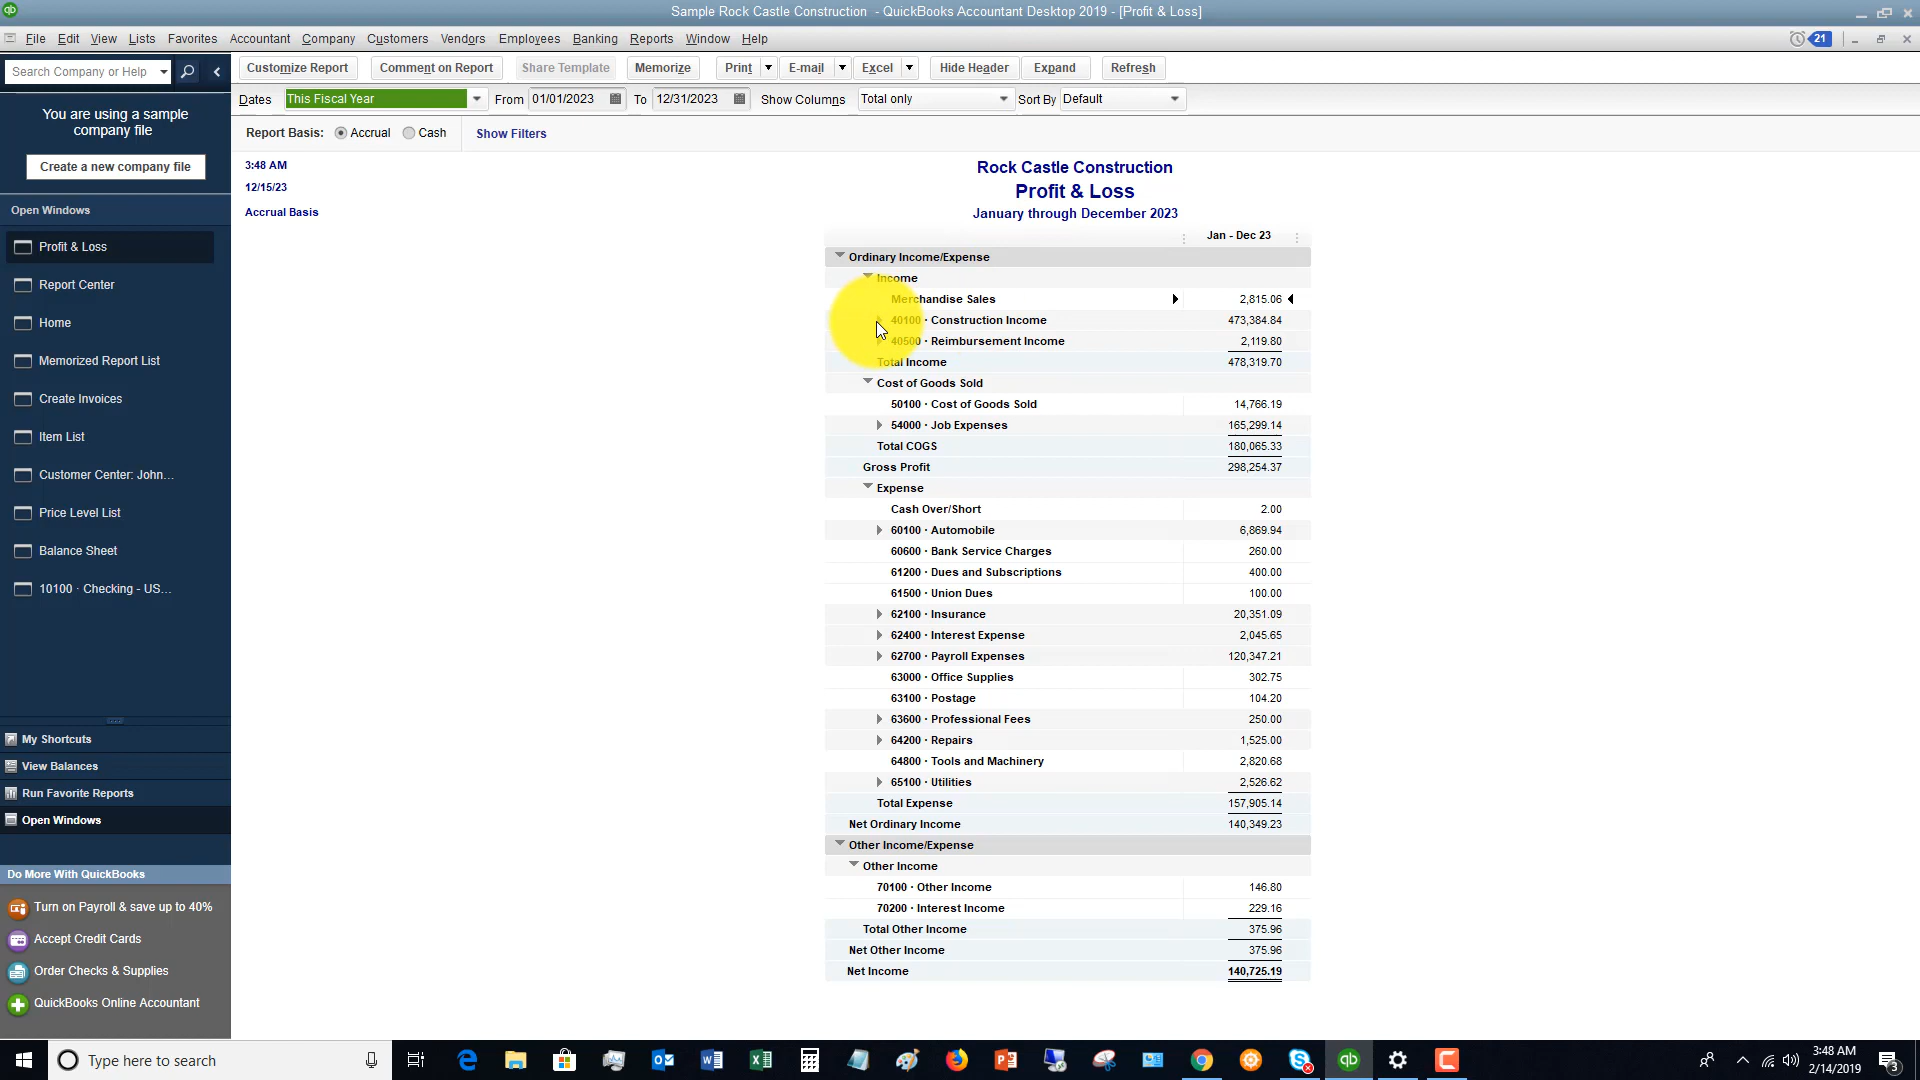 Sample Rock Castle Construction - QuickBooks Accountant Desktop 2019 - [Profit & Loss]
File Edit View Lists Favorites Accountant Company Customers Vendors Employees Banking Reports Window Help
21
Search Company or Help
Customize Report Comment on Report Share Template Memorize Print E-mail Excel Hide Header Expand Refresh
Dates This Fiscal Year From 01/01/2023 To 12/31/2023 Show Columns Total only Sort By Default
You are using a sample
company file
Create a new company file
Report Basis: Accrual Cash Show Filters
Open Windows
Profit & Loss
Report Center
Home
Memorized Report List
Create Invoices
Item List
Customer Center: John...
Price Level List
Balance Sheet
10100 · Checking - US...
My Shortcuts
View Balances
Run Favorite Reports
Open Windows
Do More With QuickBooks
Turn on Payroll & save up to 40%
Accept Credit Cards
Order Checks & Supplies
QuickBooks Online Accountant
3:48 AM
12/15/23
Accrual Basis
Rock Castle Construction
Profit & Loss
January through December 2023
Jan - Dec 23
Ordinary Income/Expense
Income
Merchandise Sales 2,815.06
40100 · Construction Income 473,384.84
40500 · Reimbursement Income 2,119.80
Total Income 478,319.70
Cost of Goods Sold
50100 · Cost of Goods Sold 14,766.19
54000 · Job Expenses 165,299.14
Total COGS 180,065.33
Gross Profit 298,254.37
Expense
Cash Over/Short 2.00
60100 · Automobile 6,869.94
60600 · Bank Service Charges 260.00
61200 · Dues and Subscriptions 400.00
61500 · Union Dues 100.00
62100 · Insurance 20,351.09
62400 · Interest Expense 2,045.65
62700 · Payroll Expenses 120,347.21
63000 · Office Supplies 302.75
63100 · Postage 104.20
63600 · Professional Fees 250.00
64200 · Repairs 1,525.00
64800 · Tools and Machinery 2,820.68
65100 · Utilities 2,526.62
Total Expense 157,905.14
Net Ordinary Income 140,349.23
Other Income/Expense
Other Income
70100 · Other Income 146.80
70200 · Interest Income 229.16
Total Other Income 375.96
Net Other Income 375.96
Net Income 140,725.19
Type here to search
3:48 AM
2/14/2019
3